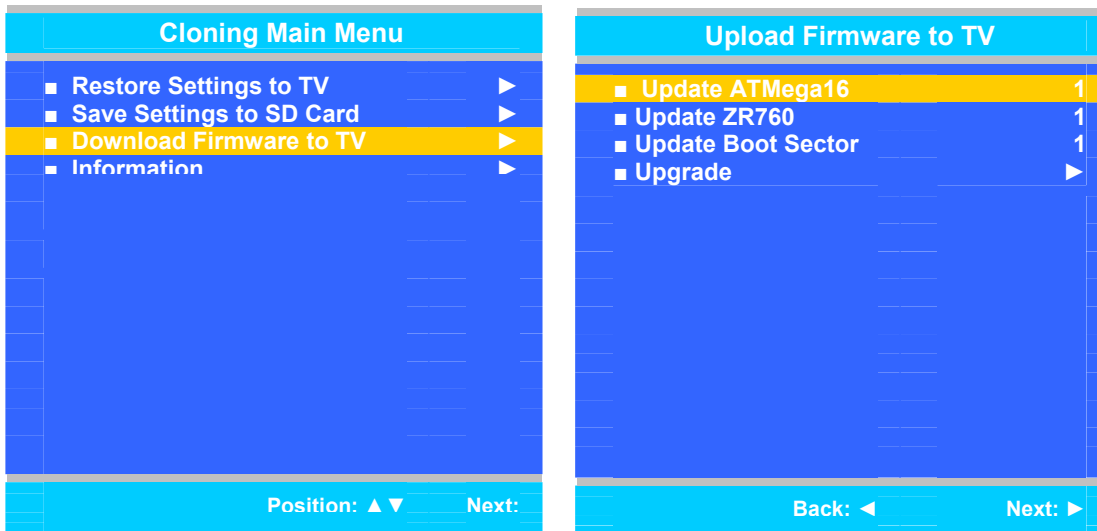 Cloning Main Menu
■ Restore Settings to TV ►
■ Save Settings to SD Card ►
■ Download Firmware to TV ►
■ Information ►
Position: ▲▼ Next:
Upload Firmware to TV
■ Update ATMega16 1
■ Update ZR760 1
■ Update Boot Sector 1
■ Upgrade ►
Back: ◄ Next: ►